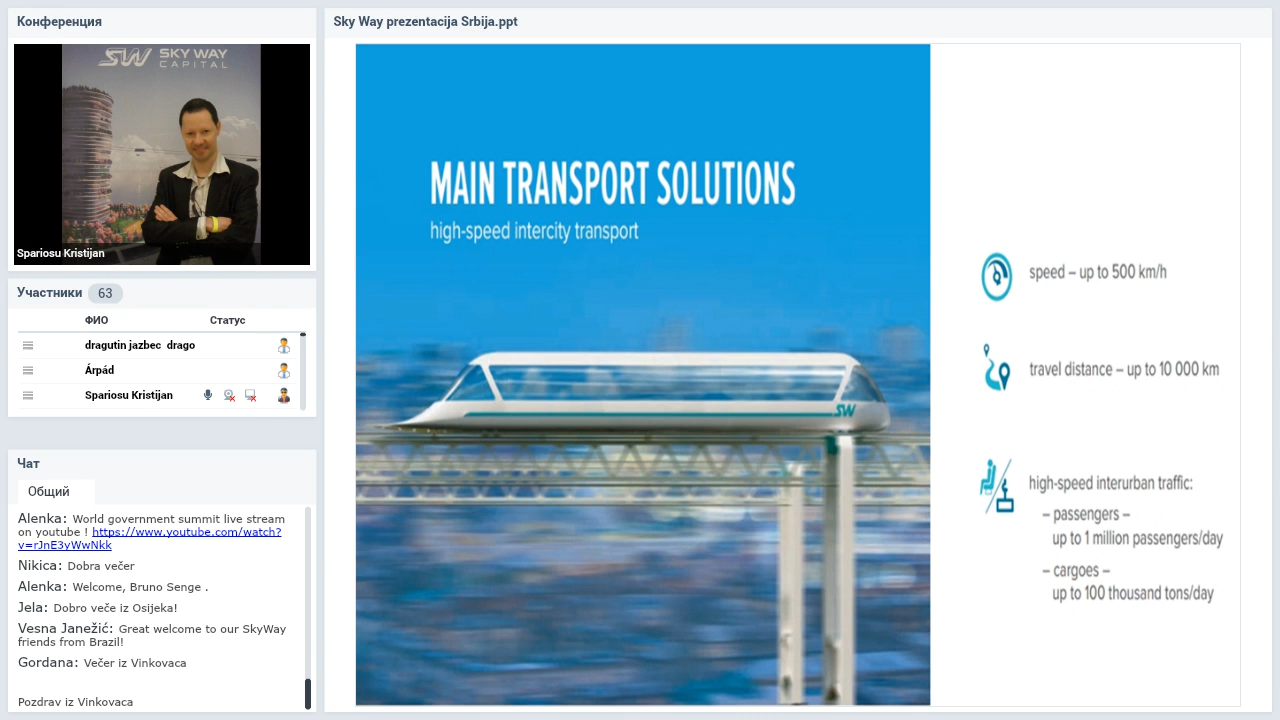 Конференция
SW SKY WAY
CAPITAL
Spariosu Kristijan
Участники 63
ФИО Статус
dragutin jazbec drago
Árpád
Spariosu Kristijan
Чат
Общий
Alenka: World government summit live stream
on youtube ! https://www.youtube.com/watch?
v=rJnE3yWwNkk
Nikica: Dobra večer
Alenka: Welcome, Bruno Senge .
Jela: Dobro veče iz Osijeka!
Vesna Janežić: Great welcome to our SkyWay
friends from Brazil!
Gordana: Večer iz Vinkovaca
Pozdrav iz Vinkovaca
Sky Way prezentacija Srbija.ppt
MAIN TRANSPORT SOLUTIONS
high-speed intercity transport
SW
speed – up to 500 km/h
travel distance – up to 10 000 km
high-speed interurban traffic:
– passengers –
up to 1 million passengers/day
– cargoes –
up to 100 thousand tons/day